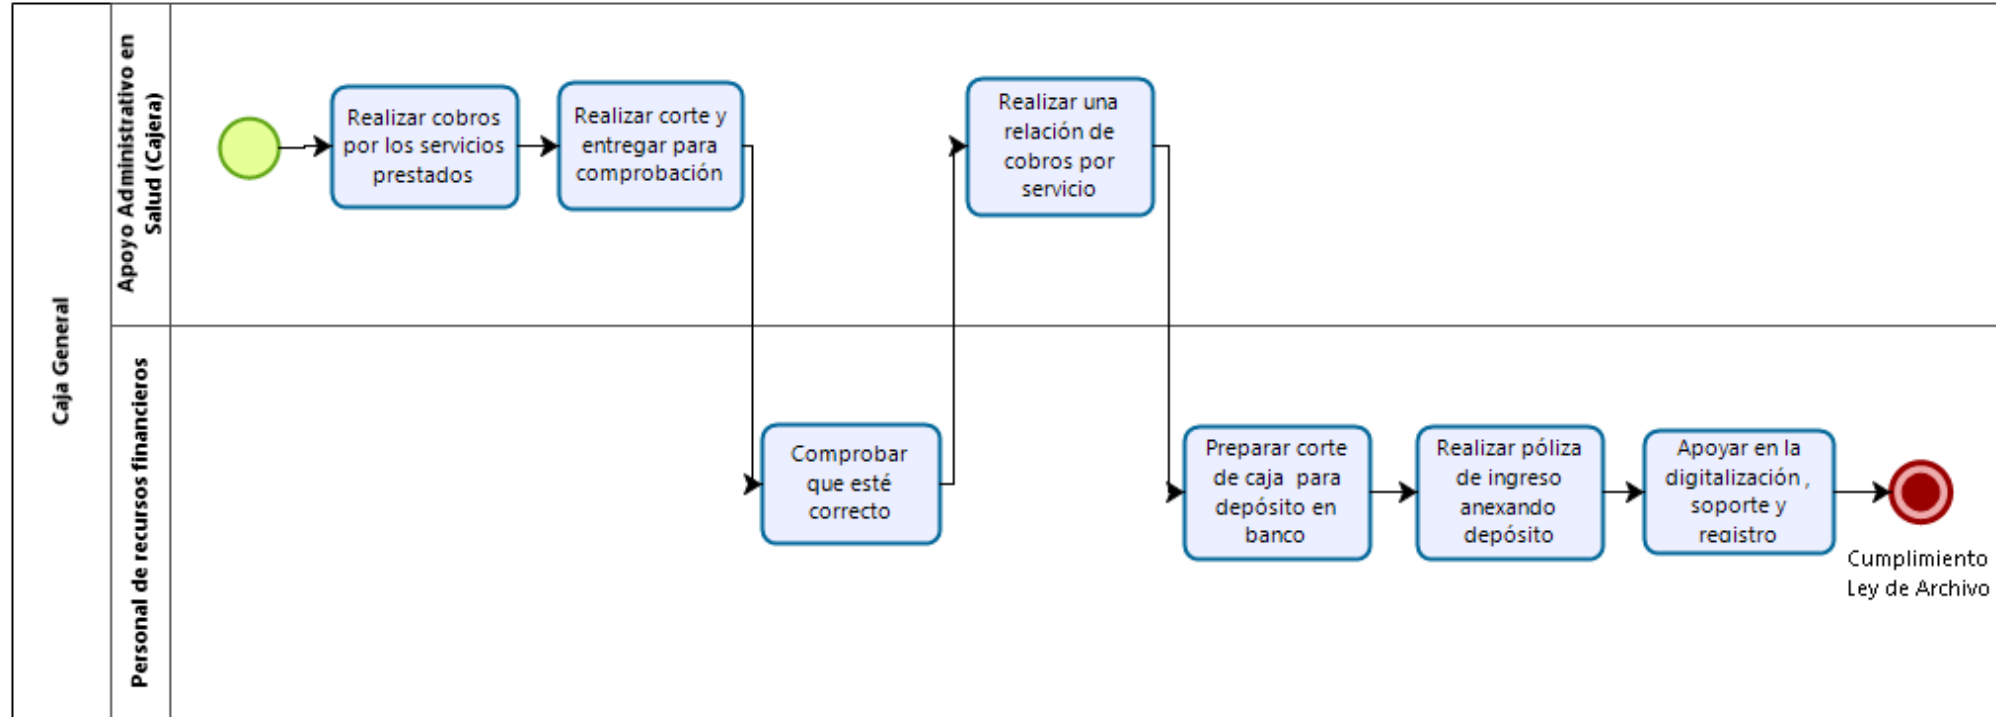 Caja General
Apoyo Administrativo en
Salud (Cajera)
Realizar cobros
por los servicios
prestados
Realizar corte y
entregar para
comprobación
Realizar una
relación de
cobros por
servicio
Personal de recursos financieros
Comprobar
que esté
correcto
Preparar corte
de caja  para
depósito en
banco
Realizar póliza
de ingreso
anexando
depósito
Apoyar en la
digitalización ,
soporte y
registro
Cumplimiento
Ley de Archivo